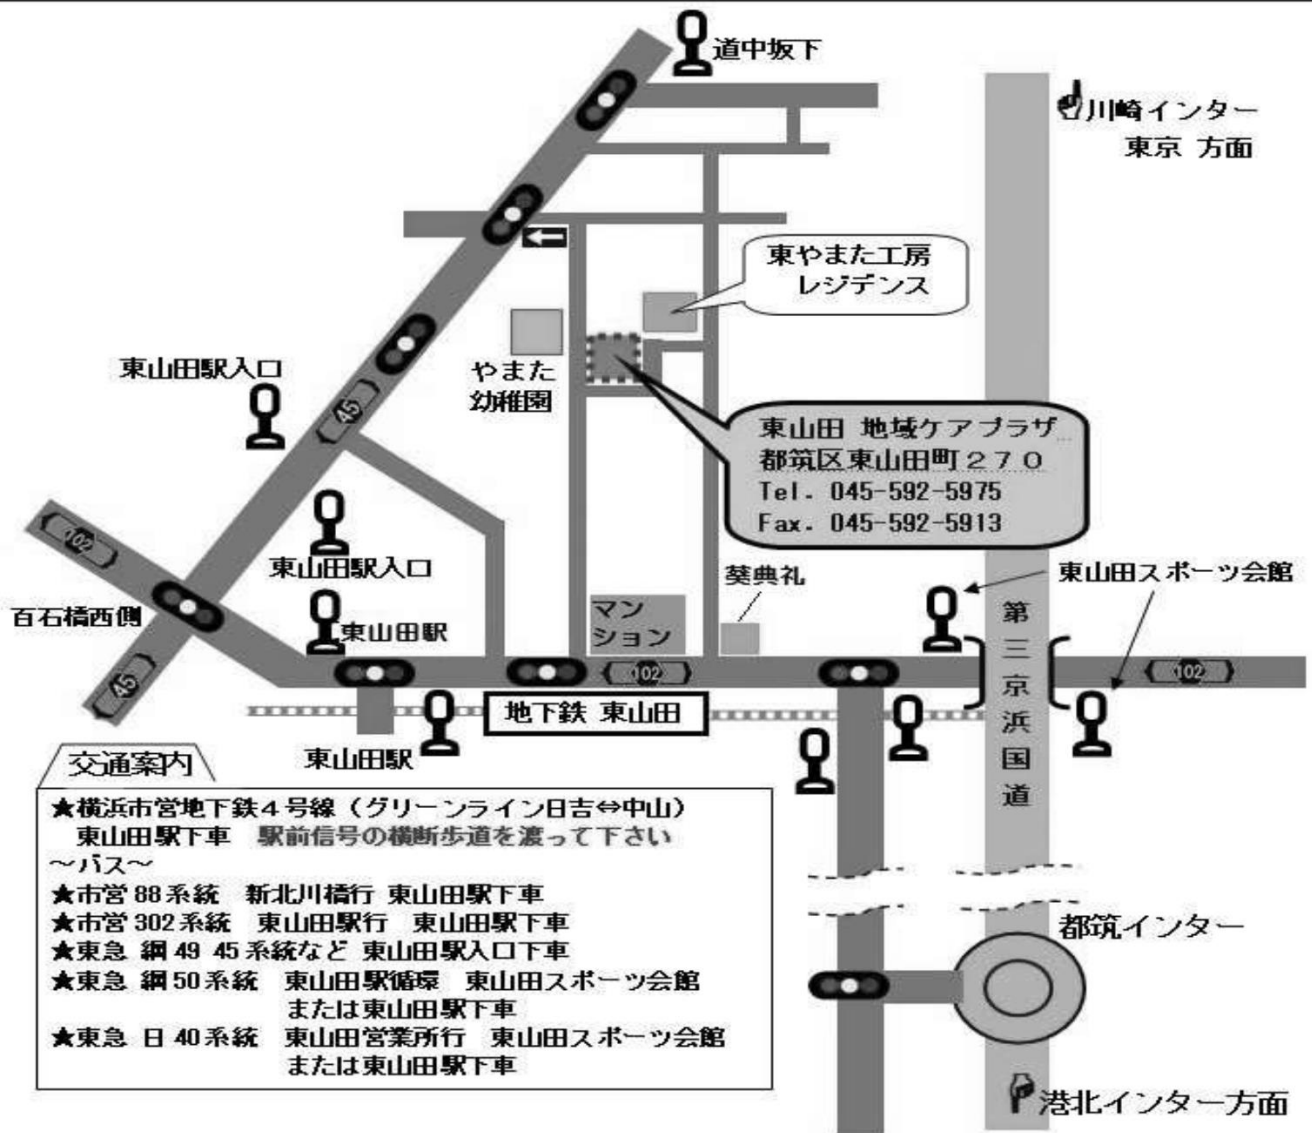 道中坂下
川崎インター
東京 方面
東やまた工房
レジデンス
東山田駅入口
やまた
幼稚園
45
東山田 地域ケアプラザ
都筑区東山田町270
Tel. 045-592-5975
Fax. 045-592-5913
102
東山田駅入口
葵典礼
東山田スポーツ会館
百石橋西側
東山田駅
マン
ション
第三京浜国道
102
102
45
地下鉄 東山田
東山田駅
交通案内
★横浜市営地下鉄4号線(グリーンライン日吉⇔中山)
東山田駅下車 駅前信号の横断歩道を渡って下さい
~バス~
★市営88系統 新北川橋行 東山田駅下車
★市営302系統 東山田駅行 東山田駅下車
★東急 綱49 45系統など 東山田駅入口下車
★東急 綱50系統 東山田駅循環 東山田スポーツ会館
または東山田駅下車
★東急 日40系統 東山田営業所行 東山田スポーツ会館
または東山田駅下車
都筑インター
港北インター方面